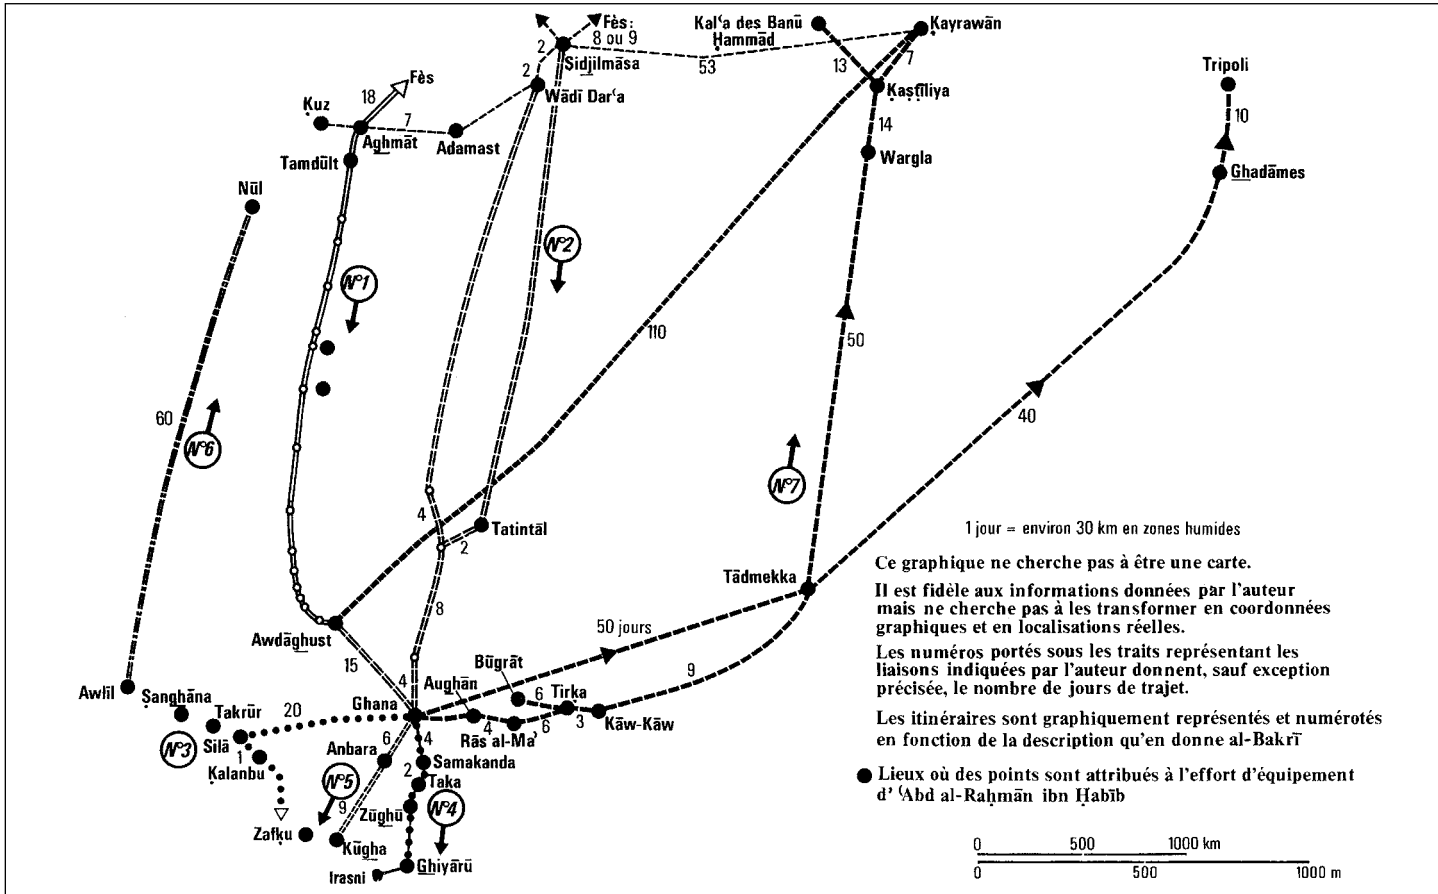 Fès:
8 ou 9
Ḳal'a des Banū
Ḥammād
Ḳayrawān
2
Sidjilmāsa
53
13
7
Tripoli
Fès
18
2
Wādī Dar'a
Ḳasṭīliya
Ḳuz
7
Aghmāt
Adamast
14
10
Tamdūlt
Wargla
Ghadāmes
Nūl
N°2
N°1
110
50
60
40
N°6
N°7
4
Tatintāl
2
1 jour = environ 30 km en zones humides
Ce graphique ne cherche pas à être une carte.
Il est fidèle aux informations données par l'auteur
mais ne cherche pas à les transformer en coordonnées
graphiques et en localisations réelles.
Les numéros portés sous les traits représentant les
liaisons indiquées par l'auteur donnent, sauf exception
précisée, le nombre de jours de trajet.
Les itinéraires sont graphiquement représentés et numérotés
en fonction de la description qu'en donne al-Bakrī
Lieux où des points sont attribués à l'effort d'équipement
d' ʿAbd al-Raḥmān ibn Ḥabīb
Tādmekka
8
Awdāghust
50 jours
15
Būgrāt
9
Awlīl
Ṣanghāna
4
Aughān
6
Tirḳa
Takrūr
20
Ghana
Silā
4
Rās al-Ma'
6
3
Kāw-Kāw
N°3
1
Anbara
6
4
Samakanda
Ḳalanbu
N°5
2
Taka
9
Zūghū
N°4
Zafḳu
Kūgha
Irasni
Ghiyārū
0
500
1000 km
0
500
1000 m